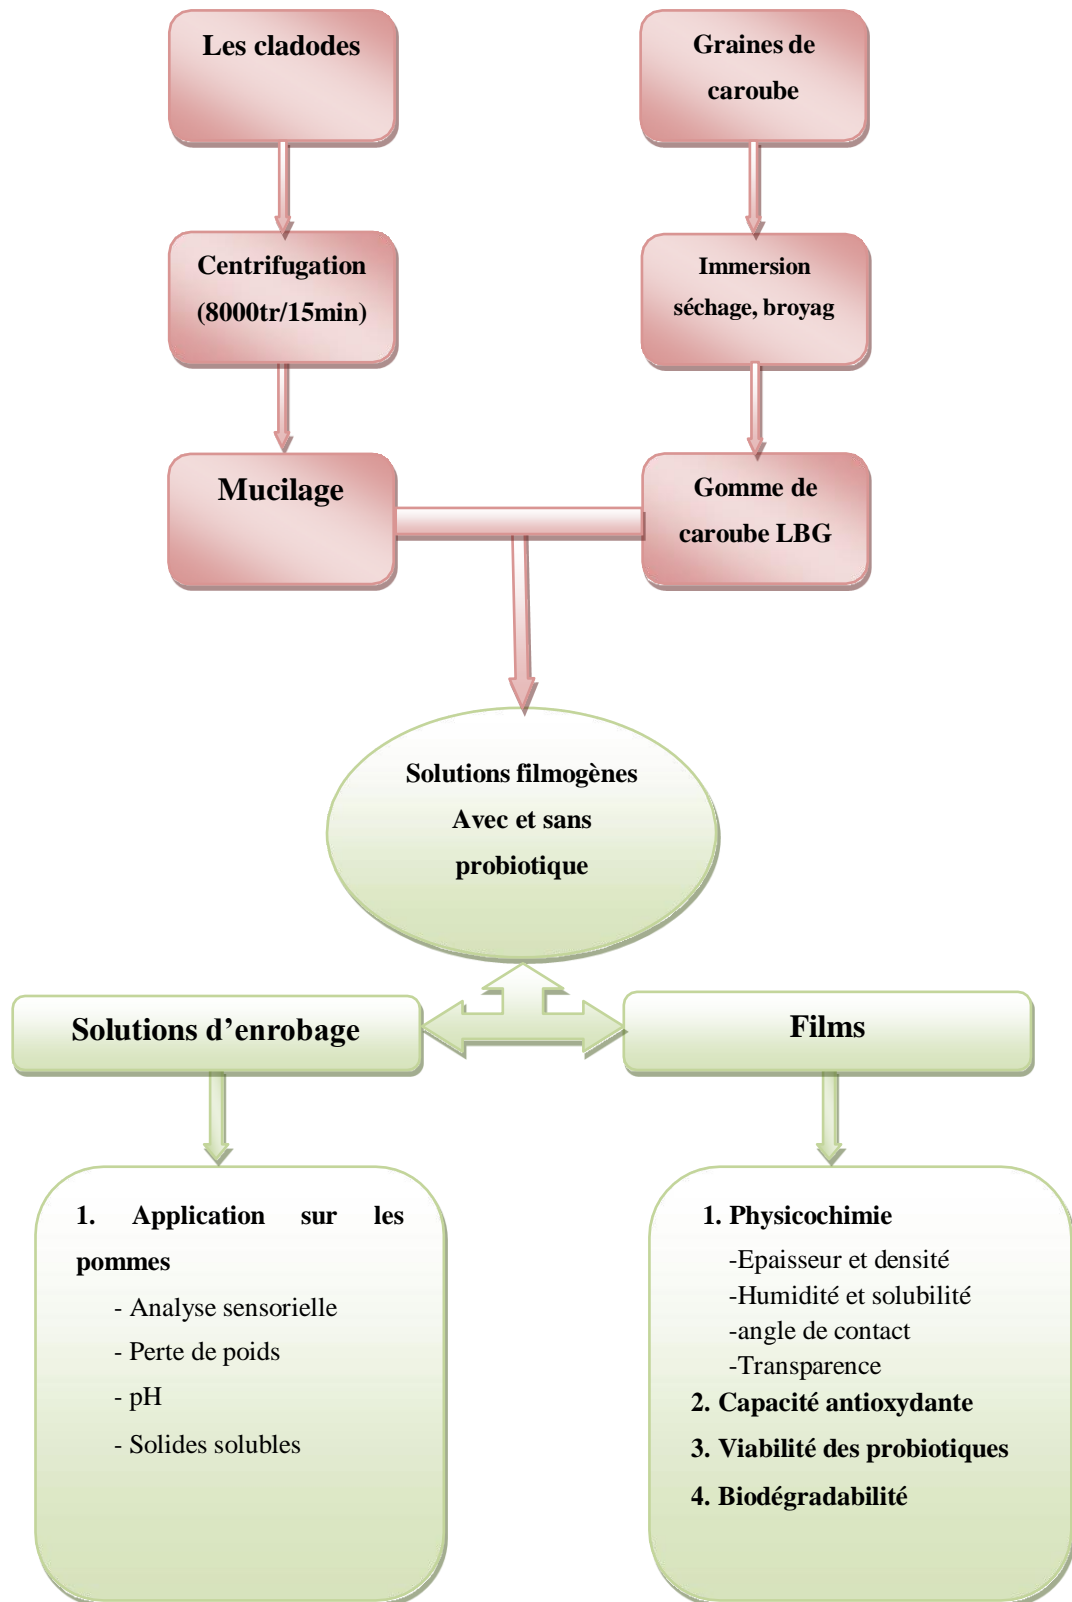 Les cladodes
Graines de
caroube
Centrifugation
(8000tr/15min)
Immersion
séchage, broyag
Mucilage
Gomme de
caroube LBG
Solutions filmogènes
Avec et sans
probiotique
Solutions d’enrobage
Films
1. Application sur les
pommes
- Analyse sensorielle
- Perte de poids
- pH
- Solides solubles
1. Physicochimie
-Epaisseur et densité
-Humidité et solubilité
-angle de contact
-Transparence
2. Capacité antioxydante
3. Viabilité des probiotiques
4. Biodégradabilité